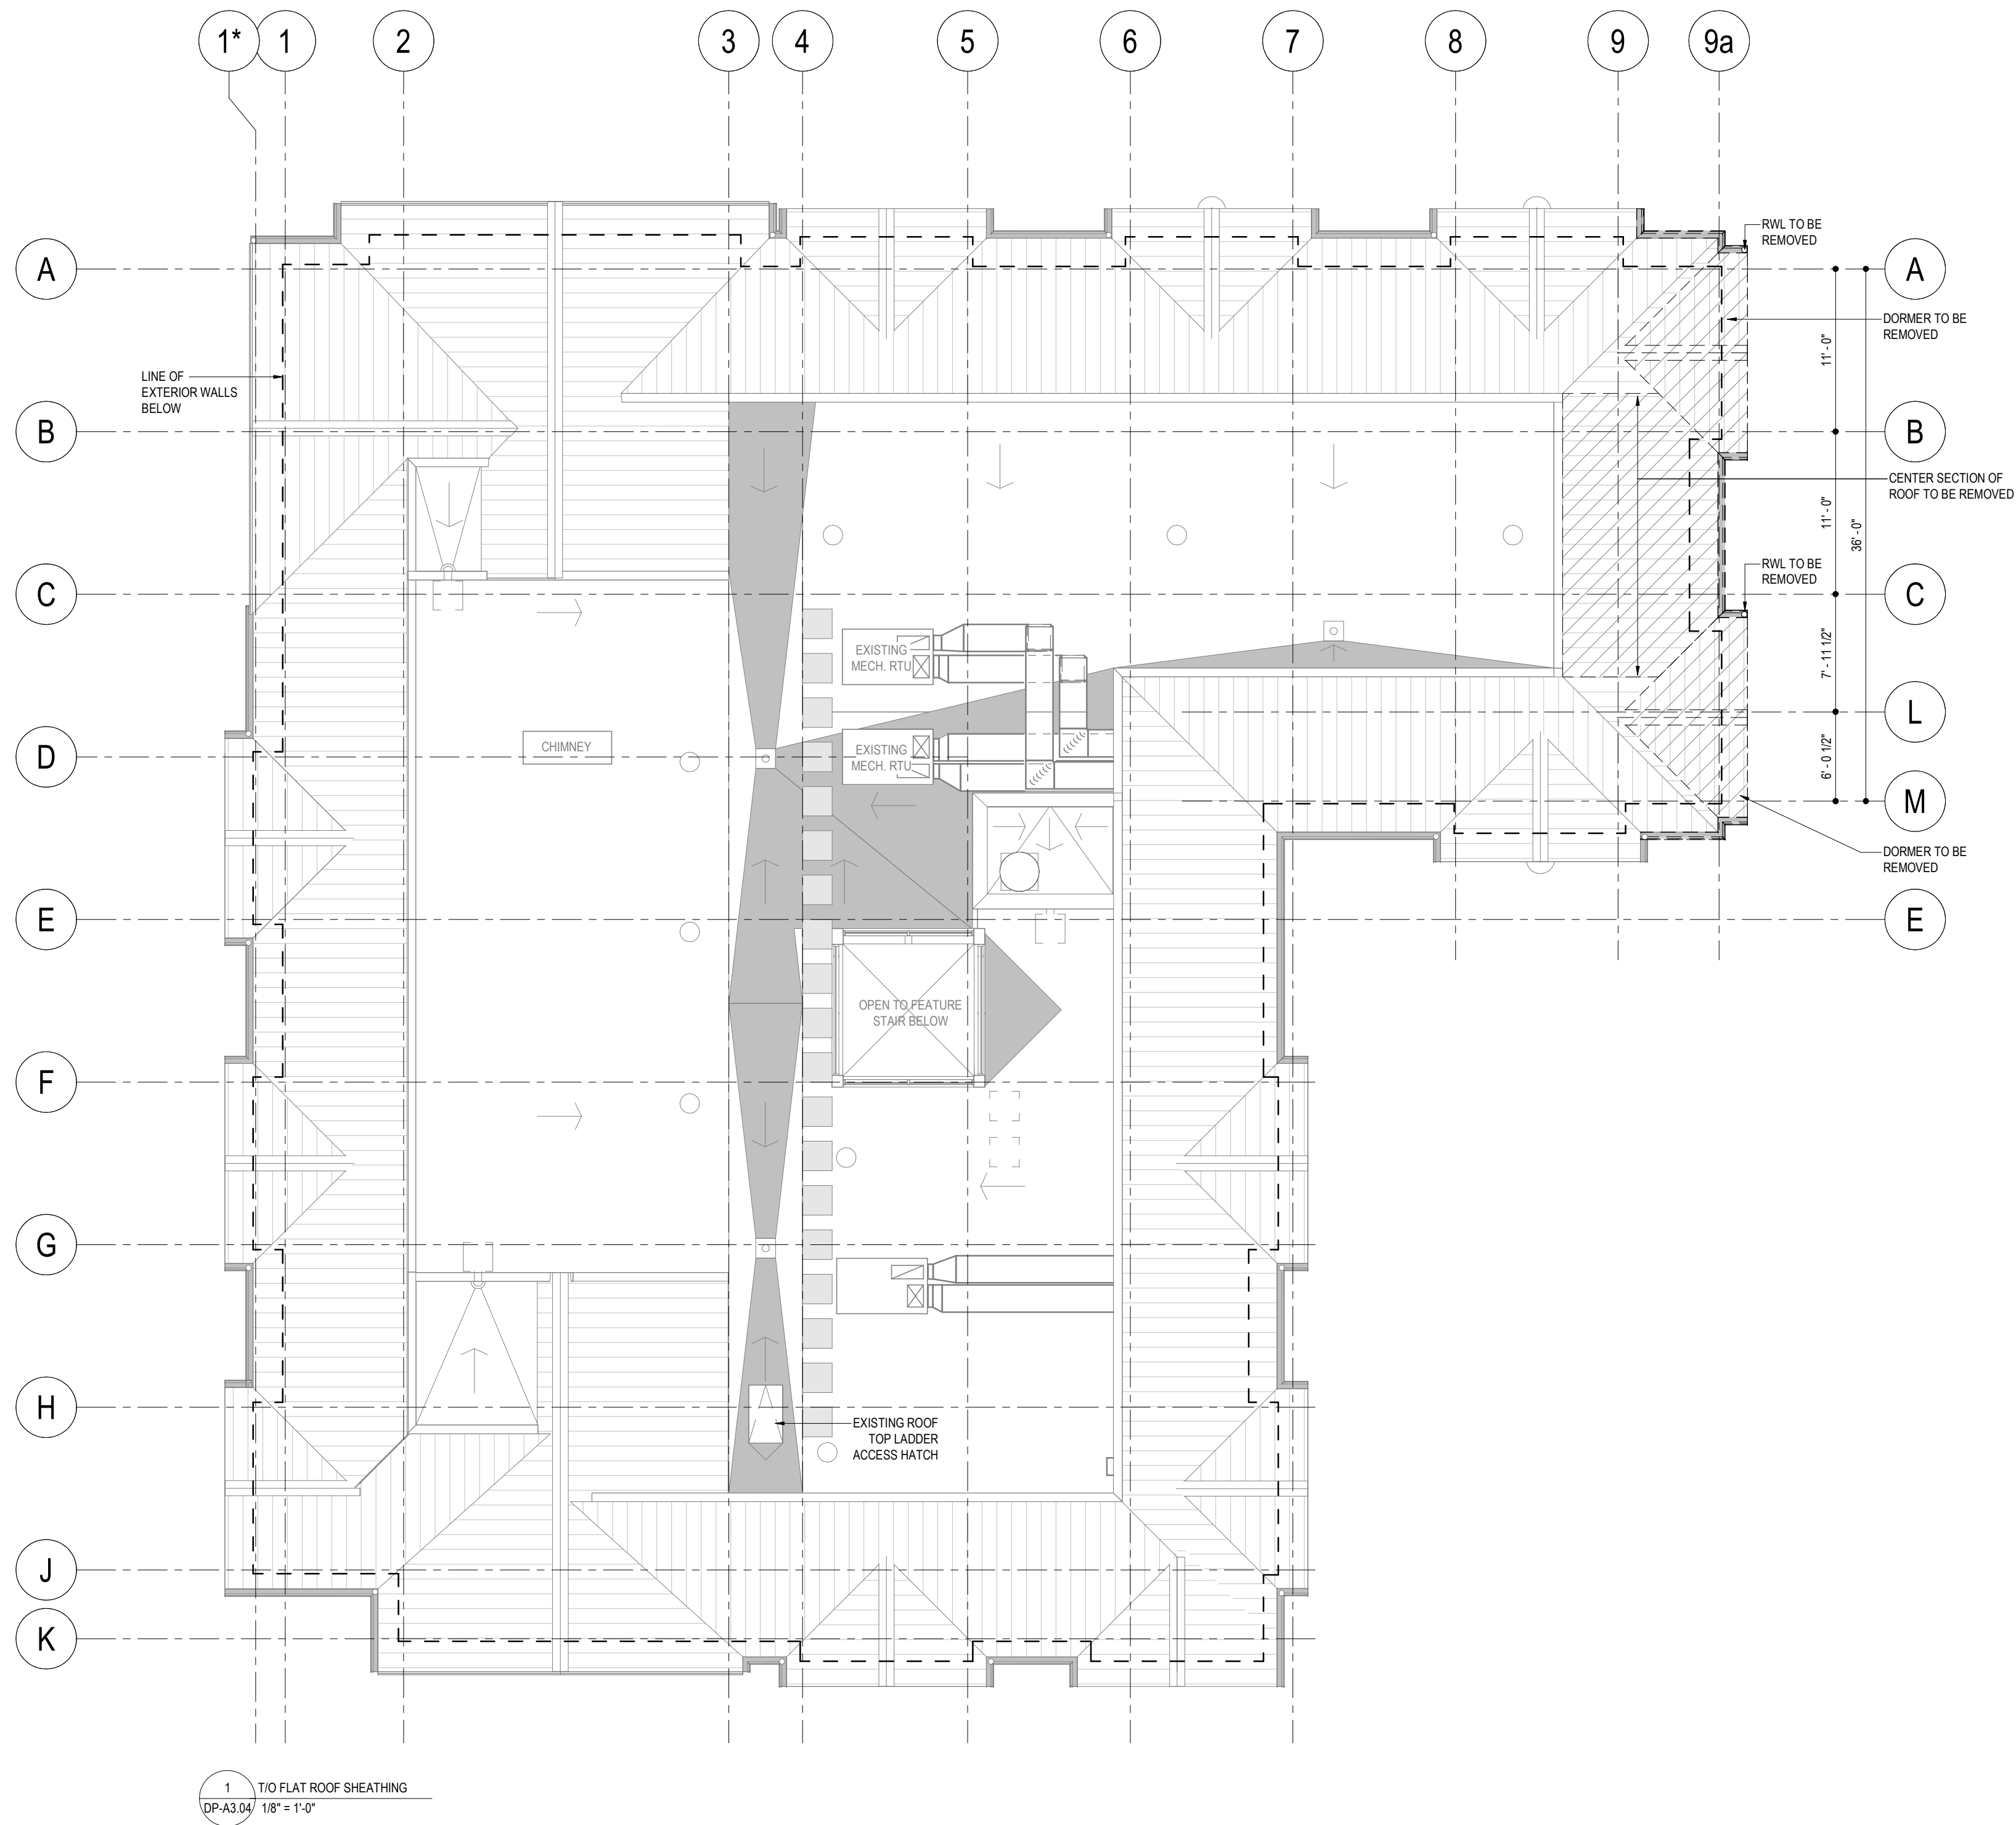 1*
1
2
3
4
5
6
7
8
9
9a
RWL TO BE
REMOVED
A
A
DORMER TO BE
REMOVED
11' - 0"
LINE OF
EXTERIOR WALLS
BELOW
B
B
CENTER SECTION OF
ROOF TO BE REMOVED
11' - 0"
36' - 0"
RWL TO BE
REMOVED
C
C
EXISTING
MECH. RTU
7' - 11 1/2"
L
D
CHIMNEY
EXISTING
MECH. RTU
6' - 0 1/2"
M
DORMER TO BE
REMOVED
E
E
OPEN TO FEATURE
STAIR BELOW
F
G
H
EXISTING ROOF
TOP LADDER
ACCESS HATCH
J
K
1
T/O FLAT ROOF SHEATHING
DP-A3.04
1/8" = 1'-0"